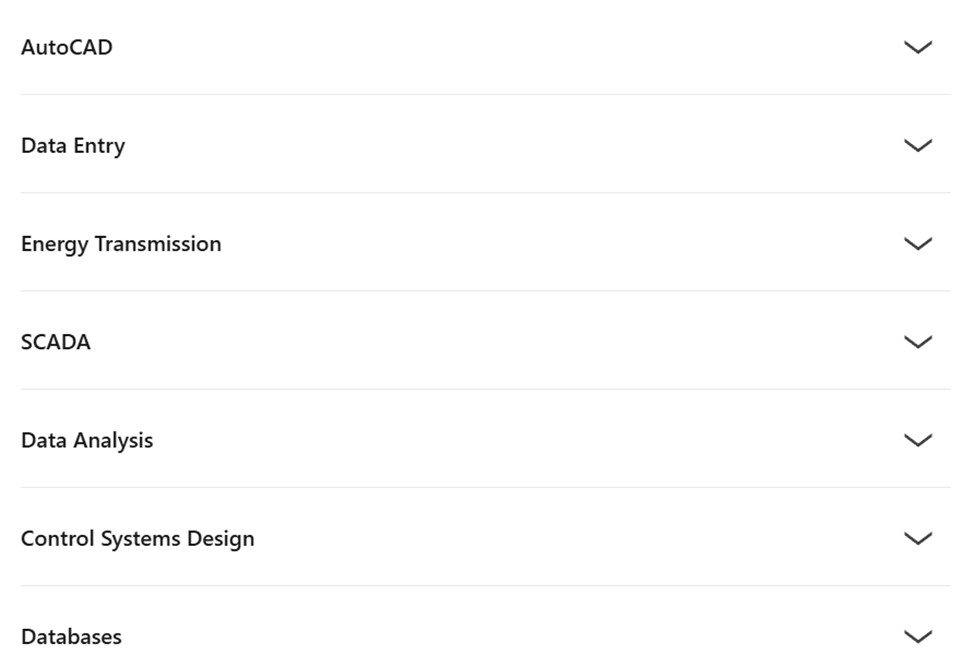 AutoCAD
Data Entry
Energy Transmission
SCADA
Data Analysis
Control Systems Design
Databases